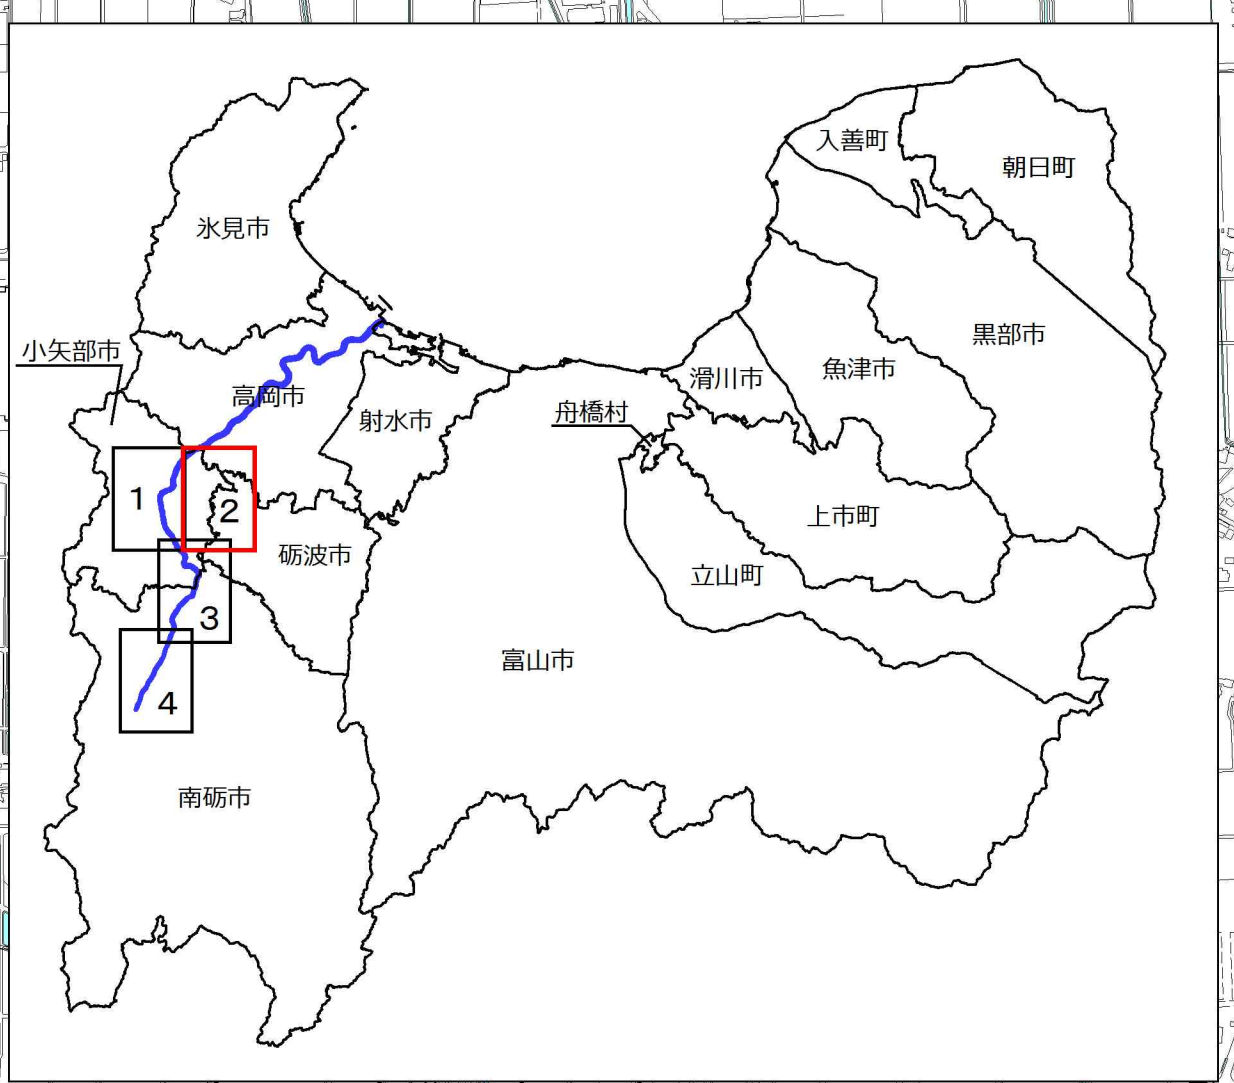 入善町
朝日町
氷見市
黒部市
小矢部市
魚津市
滑川市
高岡市
射水市
舟橋村
1
2
上市町
砺波市
立山町
3
富山市
4
南砺市